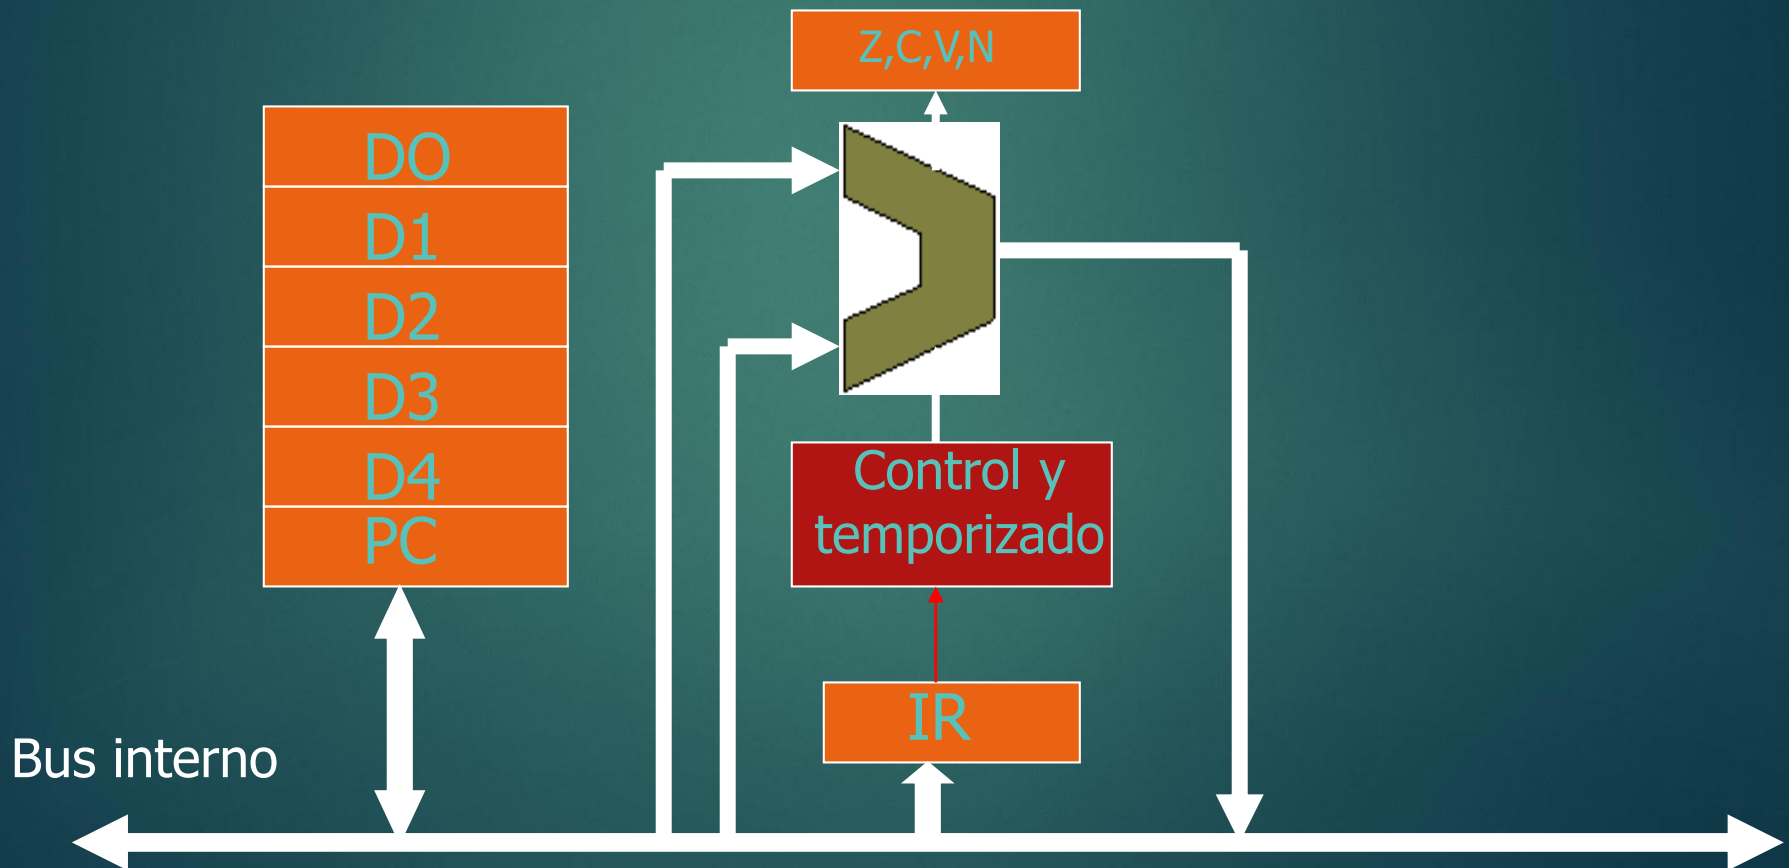 Z,C,V,N
DO
D1
D2
D3
D4
PC
Control y
temporizado
IR
Bus interno